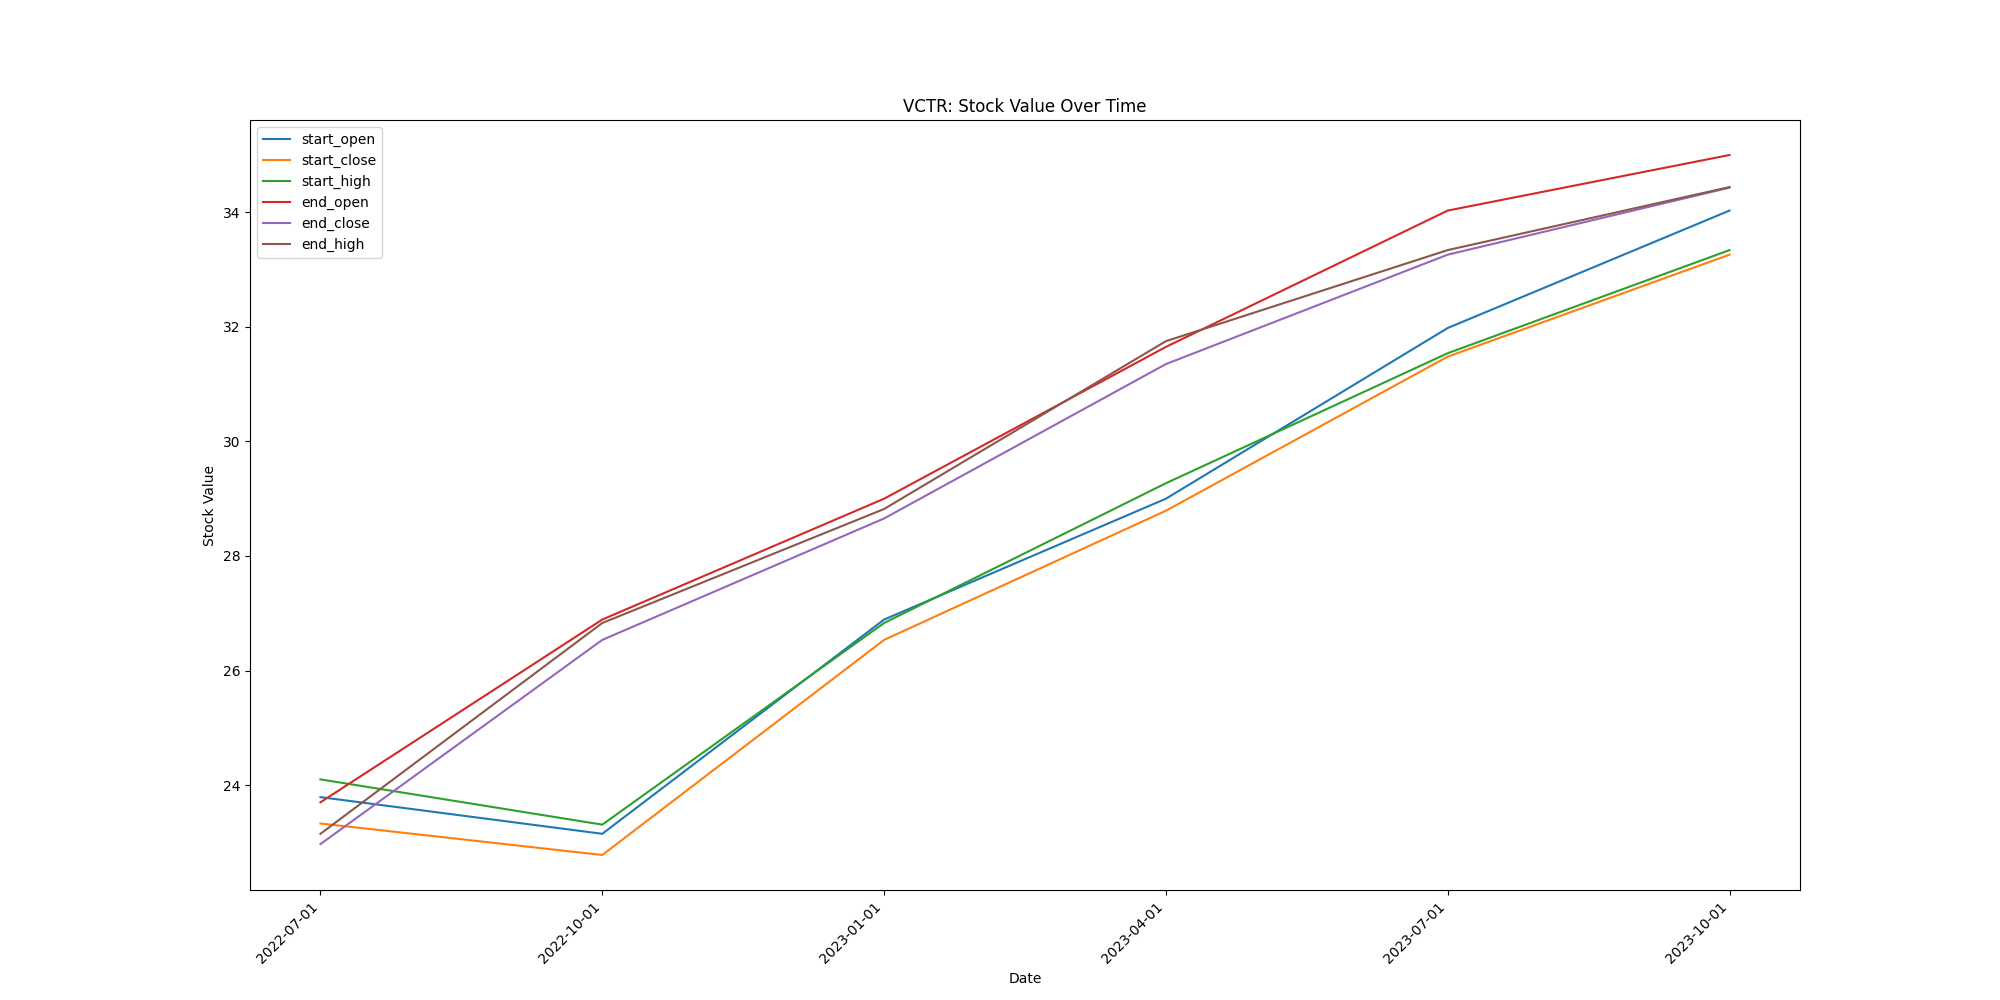 VCTR: Stock Value Over Time
start_open
start_close
start_high
end_open
end_close
end_high
Stock Value
34
32
30
28
26
24
2022-07-01
2022-10-01
2023-01-01
2023-04-01
2023-07-01
2023-10-01
Date